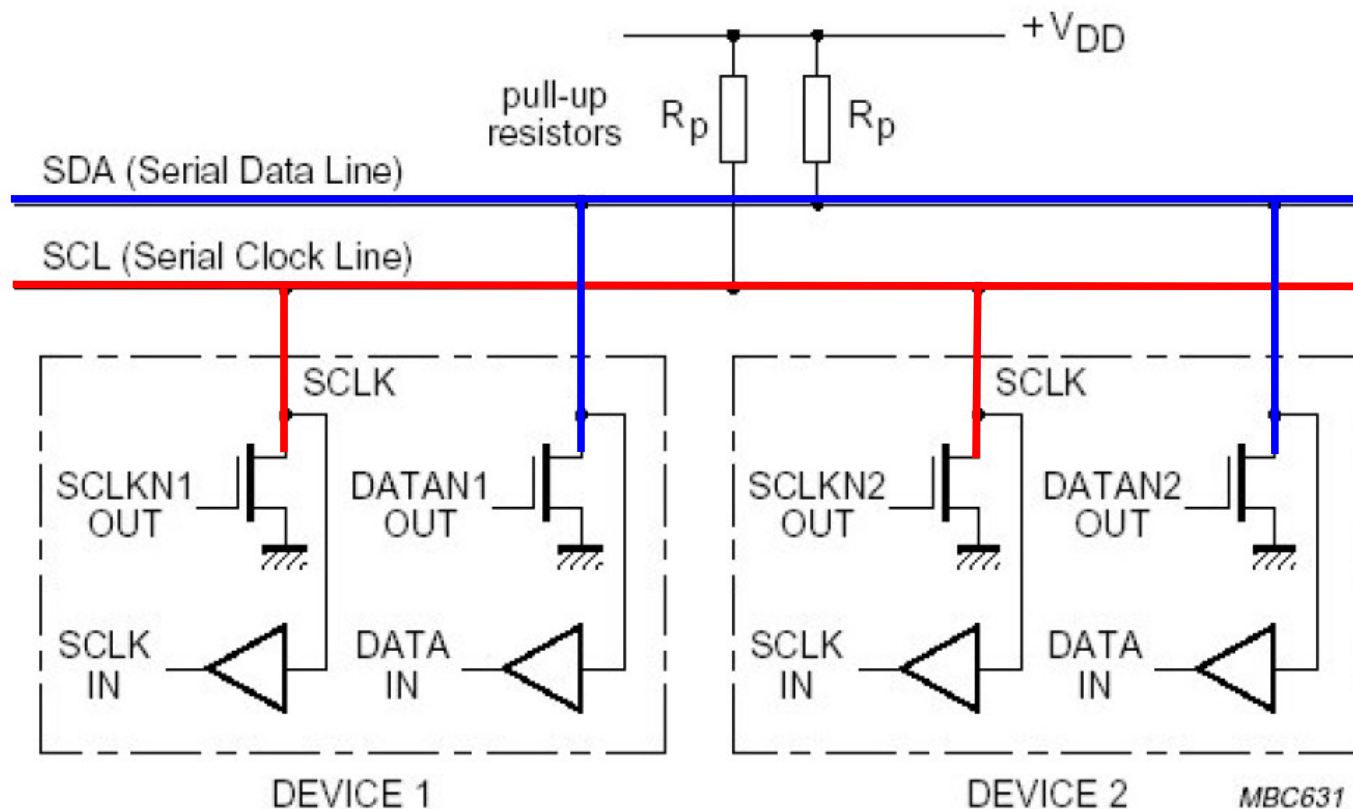 +VDD
pull-up
resistors
Rp
Rp
SDA (Serial Data Line)
SCL (Serial Clock Line)
SCLK
SCLKN1
OUT
DATAN1
OUT
SCLK
IN
DATA
IN
DEVICE 1
SCLK
SCLKN2
OUT
DATAN2
OUT
SCLK
IN
DATA
IN
DEVICE 2
MBC631